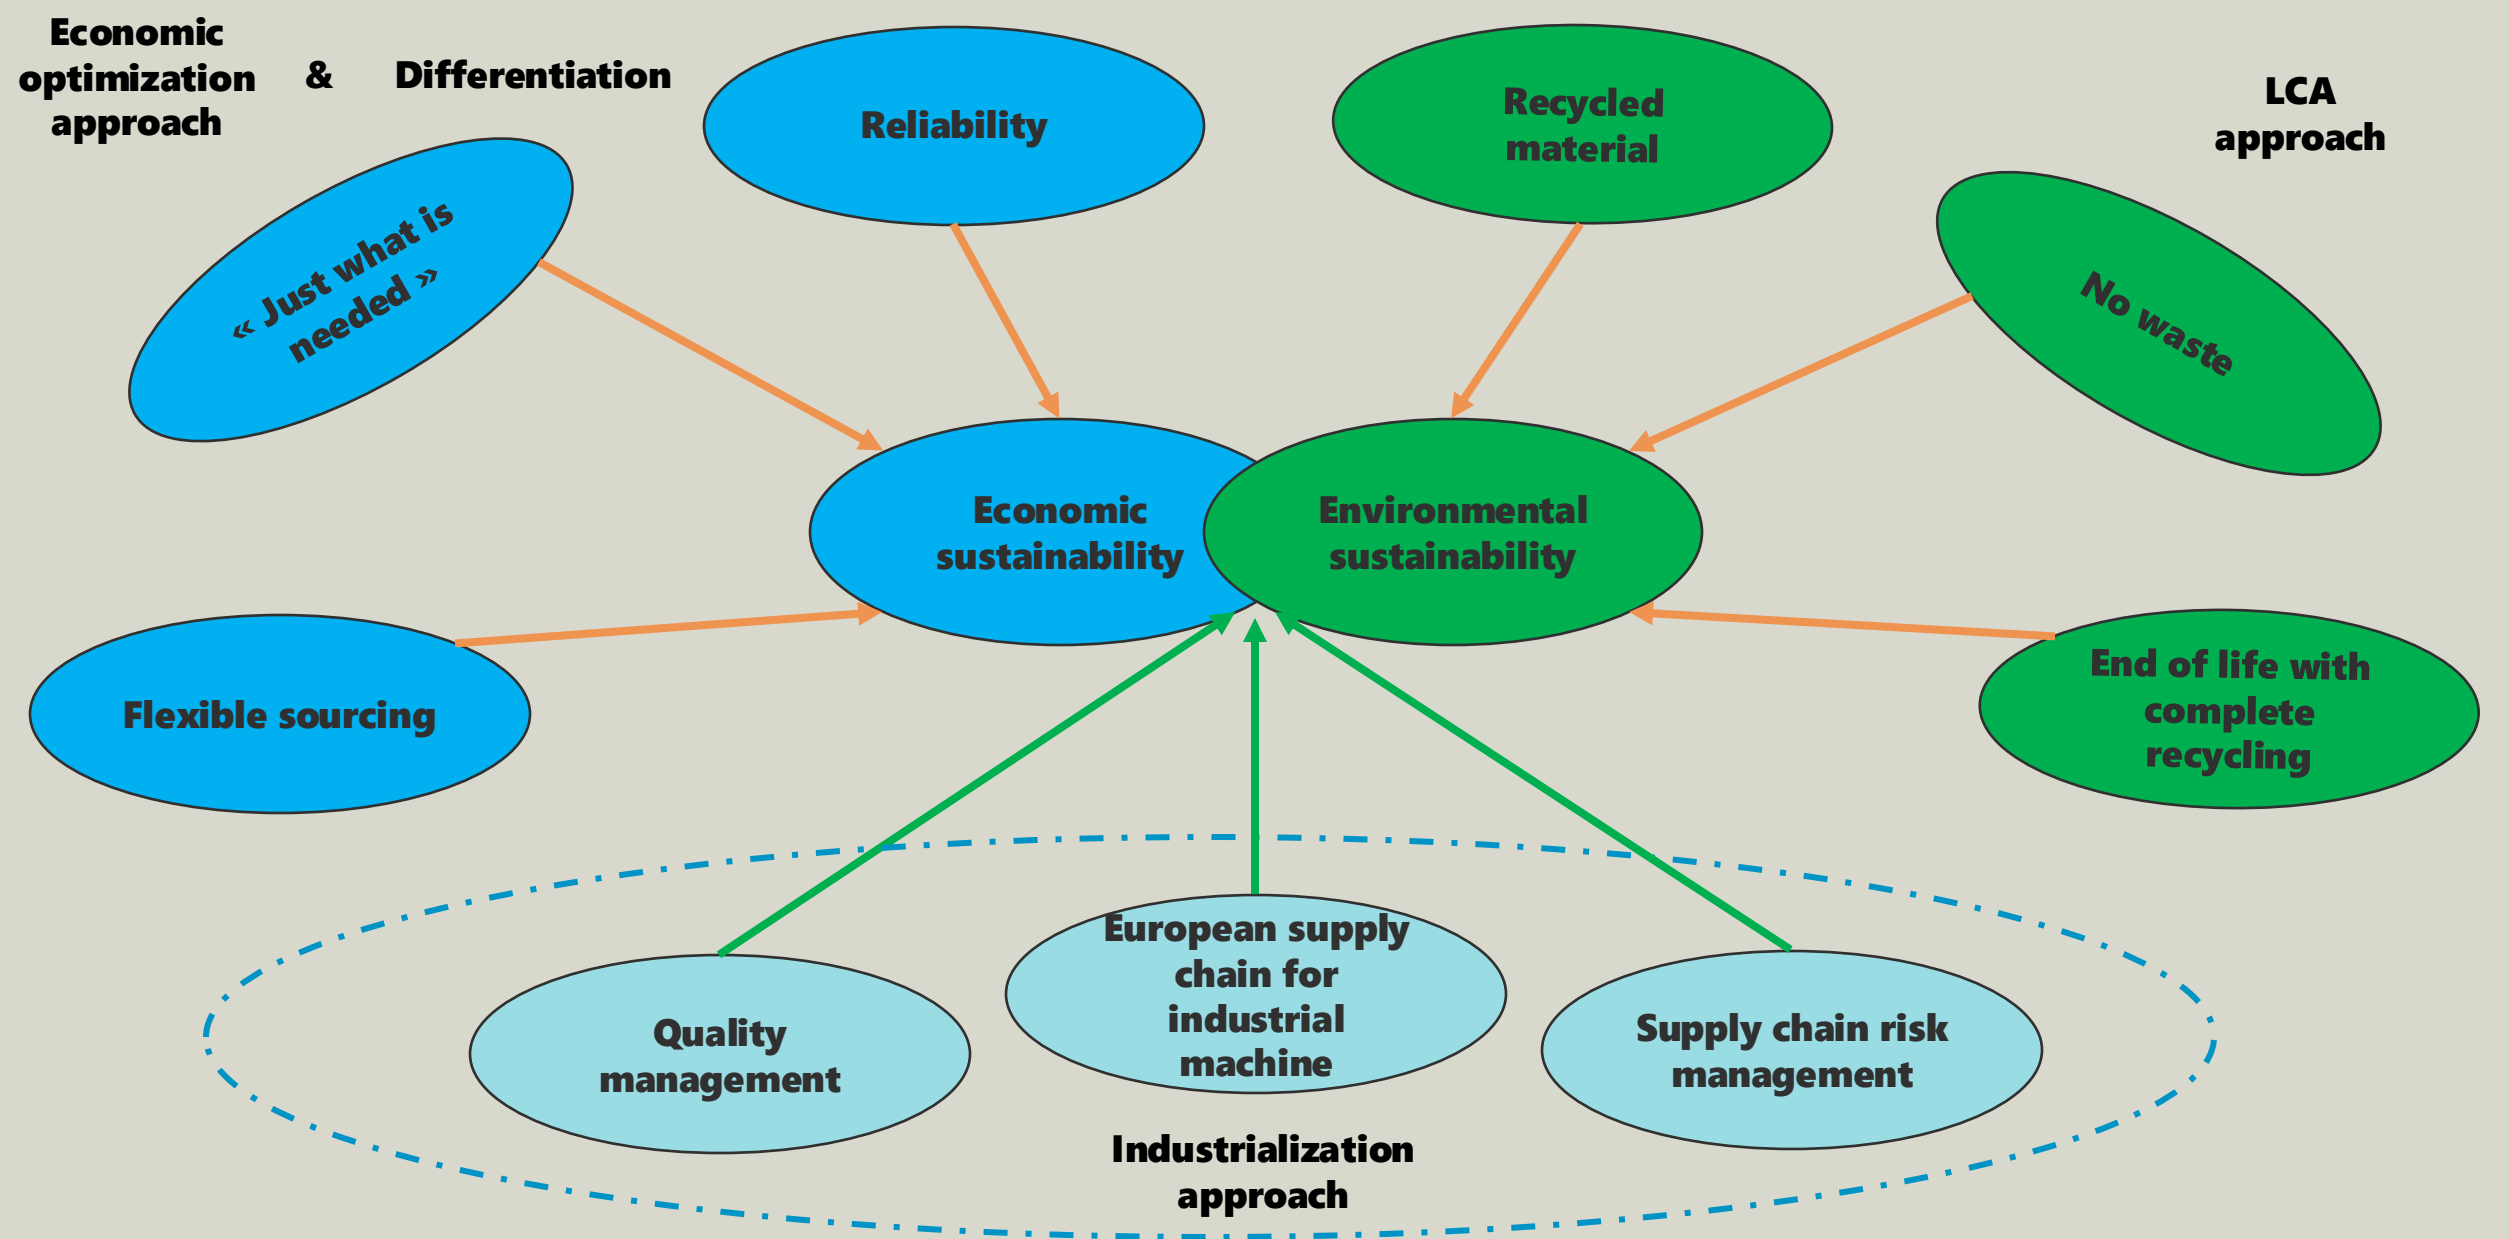 Economic
optimization
approach
&
Differentiation
Reliability
Recycled
material
LCA
approach
« Just what is
needed »
No waste
Economic
sustainability
Environmental
sustainability
Flexible sourcing
End of life with
complete
recycling
Quality
management
European supply
chain for
industrial
machine
Supply chain risk
management
Industrialization
approach